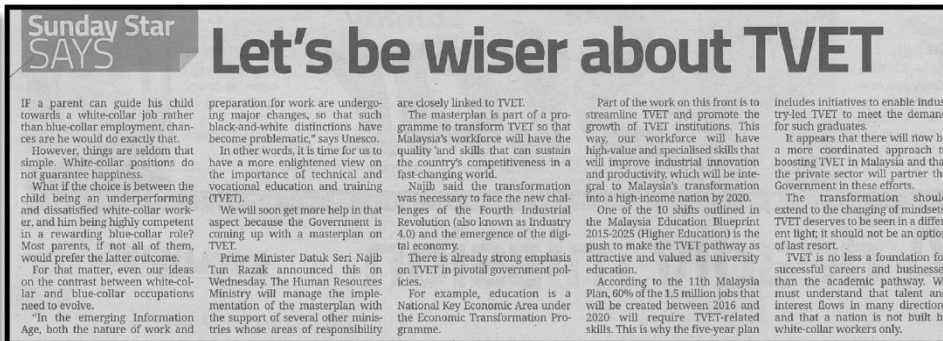 Sunday Star
SAYS
Let's be wiser about TVET
IF a parent can guide his child
towards a white-collar job rather
than blue-collar employment, chan-
ces are he would do exactly that.
However, things are seldom that
simple. White-collar positions do
not guarantee happiness.
What if the choice is between the
child being an underperforming
and dissatisfied white-collar work-
er, and him being highly competent
in a rewarding blue-collar role?
Most parents, if not all of them,
would prefer the latter outcome.
For that matter, even our ideas
on the contrast between white-col-
lar and blue-collar occupations
need to evolve.
"In the emerging Information
Age, both the nature of work and
preparation for work are undergo-
ing major changes, so that such
black-and-white distinctions have
become problematic," says Unesco.
In other words, it is time for us to
have a more enlightened view on
the importance of technical and
vocational education and training
(TVET).
We will soon get more help in that
aspect because the Government is
coming up with a masterplan on
TVET.
Prime Minister Datuk Seri Najib
Tun Razak announced this on
Wednesday. The Human Resources
Ministry will manage the imple-
mentation of the masterplan with
the support of several other minis-
tries whose areas of responsibility
are closely linked to TVET.
The masterplan is part of a pro-
gramme to transform TVET so that
Malaysia's workforce will have the
quality and skills that can sustain
the country's competitiveness in a
fast-changing world.
Najib said the transformation
was necessary to face the new chal-
lenges of the Fourth Industrial
Revolution (also known as Industry
4.0) and the emergence of the digi-
tal economy.
There is already strong emphasis
on TVET in pivotal government pol-
icies.
For example, education is a
National Key Economic Area under
the Economic Transformation Pro-
gramme.
Part of the work on this front is to
streamline TVET and promote the
growth of TVET institutions. This
way, our workforce will have
high-value and specialised skills that
will improve industrial innovation
and productivity, which will be inte-
gral to Malaysia's transformation
into a high-income nation by 2020.
One of the 10 shifts outlined in
the Malaysia Education Blueprint
2015-2025 (Higher Education) is the
push to make the TVET pathway as
attractive and valued as university
education.
According to the 11th Malaysia
Plan, 60% of the 1.5 million jobs that
will be created between 2016 and
2020 will require TVET-related
skills. This is why the five-year plan
includes initiatives to enable indus
try-led TVET to meet the demand
for such graduates.
It appears that there will now b
a more coordinated approach t
boosting TVET in Malaysia and tha
the private sector will partner the
Government in these efforts.
The transformation shoul
extend to the changing of mindset
TVET deserves to be seen in a differ
ent light; it should not be an option
of last resort.
TVET is no less a foundation fo
successful careers and businesse
than the academic pathway. W
must understand that talent an
interest flows in many direction
and that a nation is not built b
white-collar workers only.